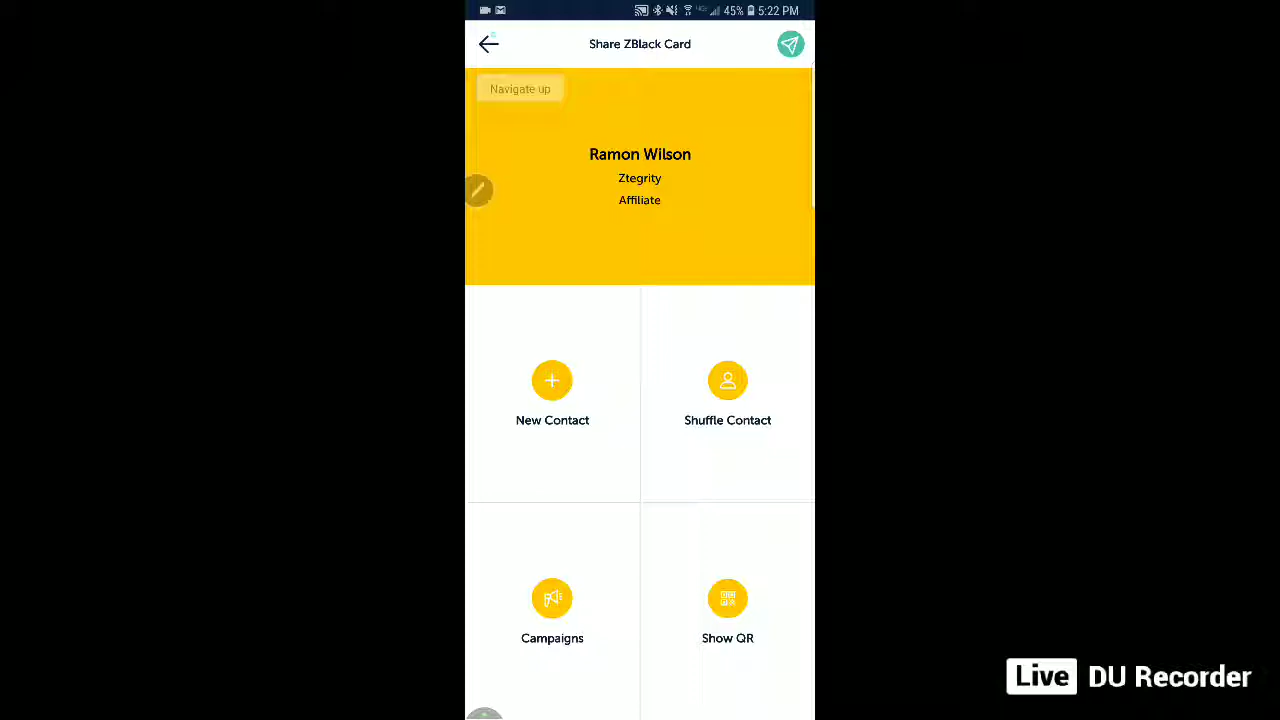 45% 5:22 PM
Share ZBlack Card
Navigate up
Ramon Wilson
Ztegrity
Affiliate
New Contact
Shuffle Contact
Campaigns
Show QR
Live DU Recorder